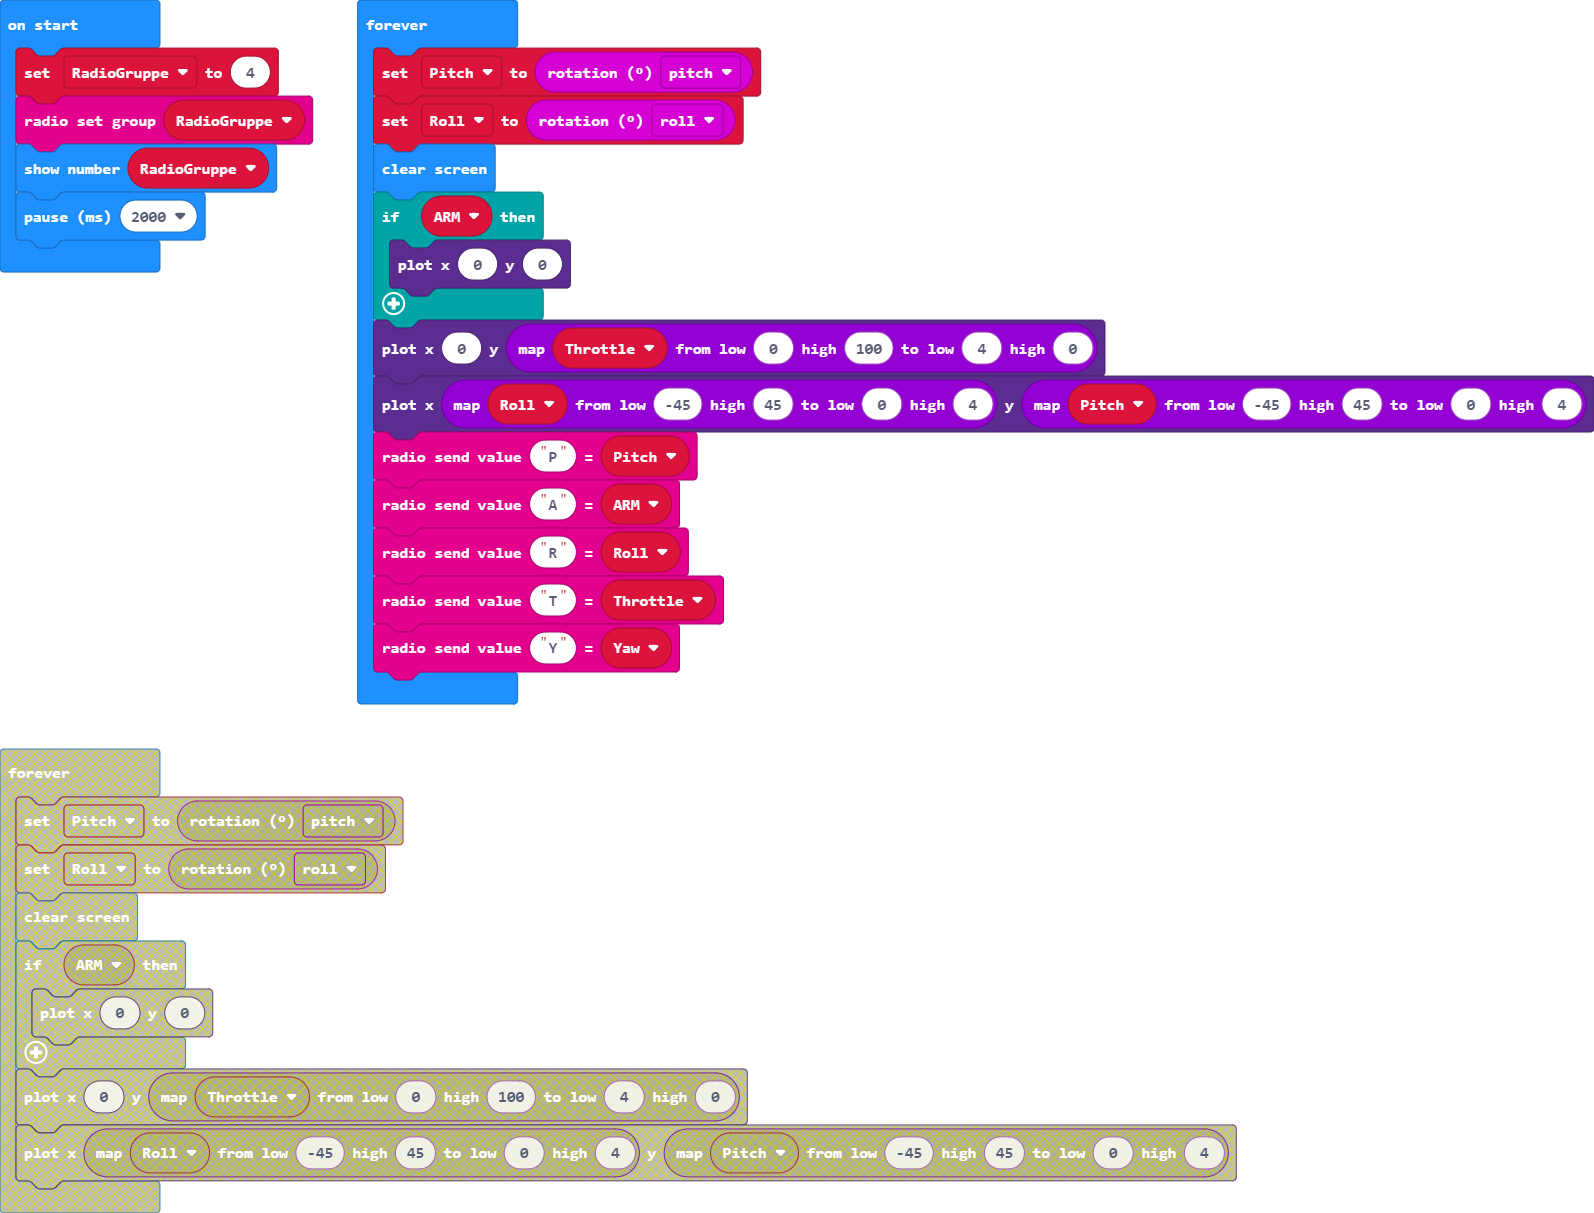 on start
set RadioGruppe to 4
radio set group RadioGruppe
show number RadioGruppe
pause (ms) 2000
forever
set Pitch to rotation (º) pitch
set Roll to rotation (º) roll
clear screen
if ARM then
plot x 0 y 0
plot x 0 y map Throttle from low 0 high 100 to low 4 high 0
plot x map Roll from low -45 high 45 to low 0 high 4 y map Pitch from low -45 high 45 to low 0 high 4
radio send value "P" = Pitch
radio send value "A" = ARM
radio send value "R" = Roll
radio send value "T" = Throttle
radio send value "Y" = Yaw
forever
set Pitch to rotation (º) pitch
set Roll to rotation (º) roll
clear screen
if ARM then
plot x 0 y 0
plot x 0 y map Throttle from low 0 high 100 to low 4 high 0
plot x map Roll from low -45 high 45 to low 0 high 4 y map Pitch from low -45 high 45 to low 0 high 4